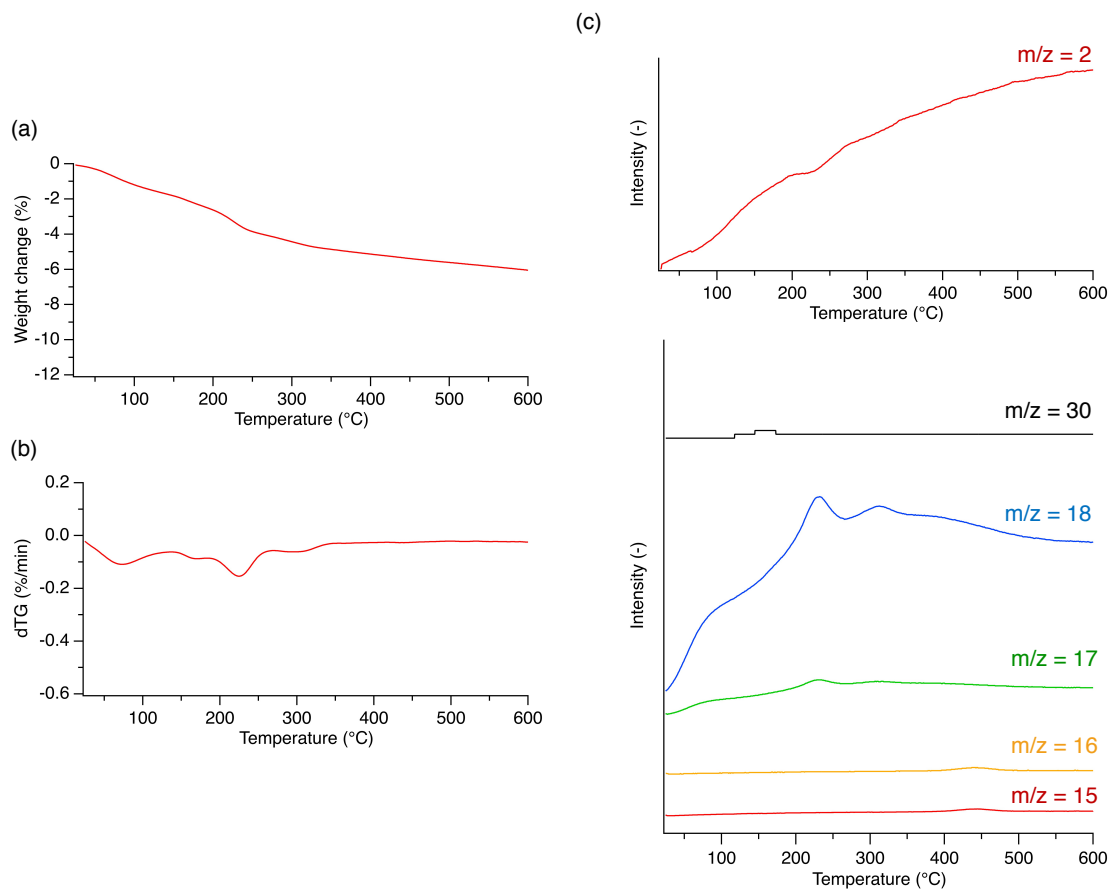 (a)
Weight change (%)
0
-2
-4
-6
-8
-10
-12
100
200
300
400
500
600
Temperature (°C)
(b)
dTG (%/min)
0.2
0.0
-0.2
-0.4
-0.6
100
200
300
400
500
600
Temperature (°C)
(c)
m/z = 2
Intensity (-)
100
200
300
400
500
600
Temperature (°C)
m/z = 30
m/z = 18
m/z = 17
m/z = 16
m/z = 15
Intensity (-)
100
200
300
400
500
600
Temperature (°C)